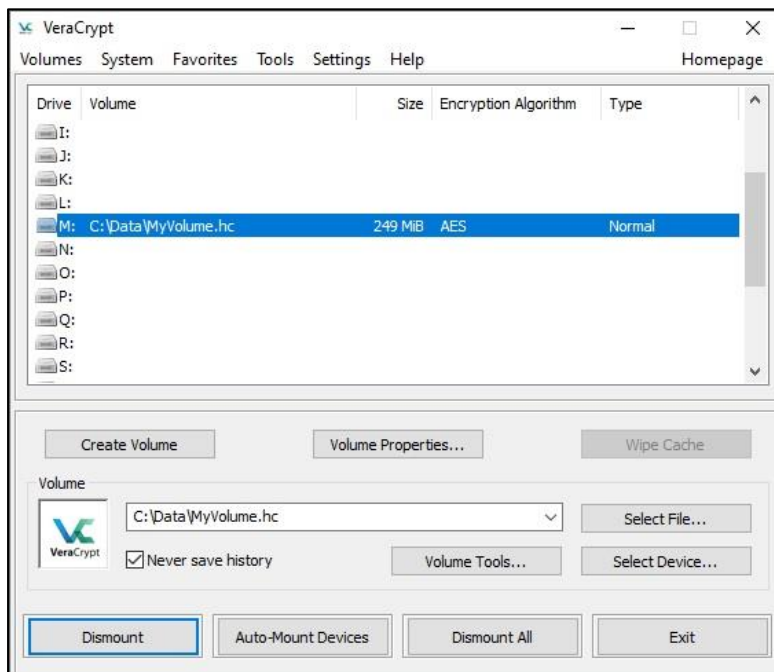 VeraCrypt
Volumes System Favorites Tools Settings Help Homepage
Drive Volume Size Encryption Algorithm Type
I:
J:
K:
L:
M: C:\Data\MyVolume.hc 249 MiB AES Normal
N:
O:
P:
Q:
R:
S:
Create Volume Volume Properties... Wipe Cache
Volume
C:\Data\MyVolume.hc Select File...
VeraCrypt
Never save history Volume Tools... Select Device...
Dismount Auto-Mount Devices Dismount All Exit